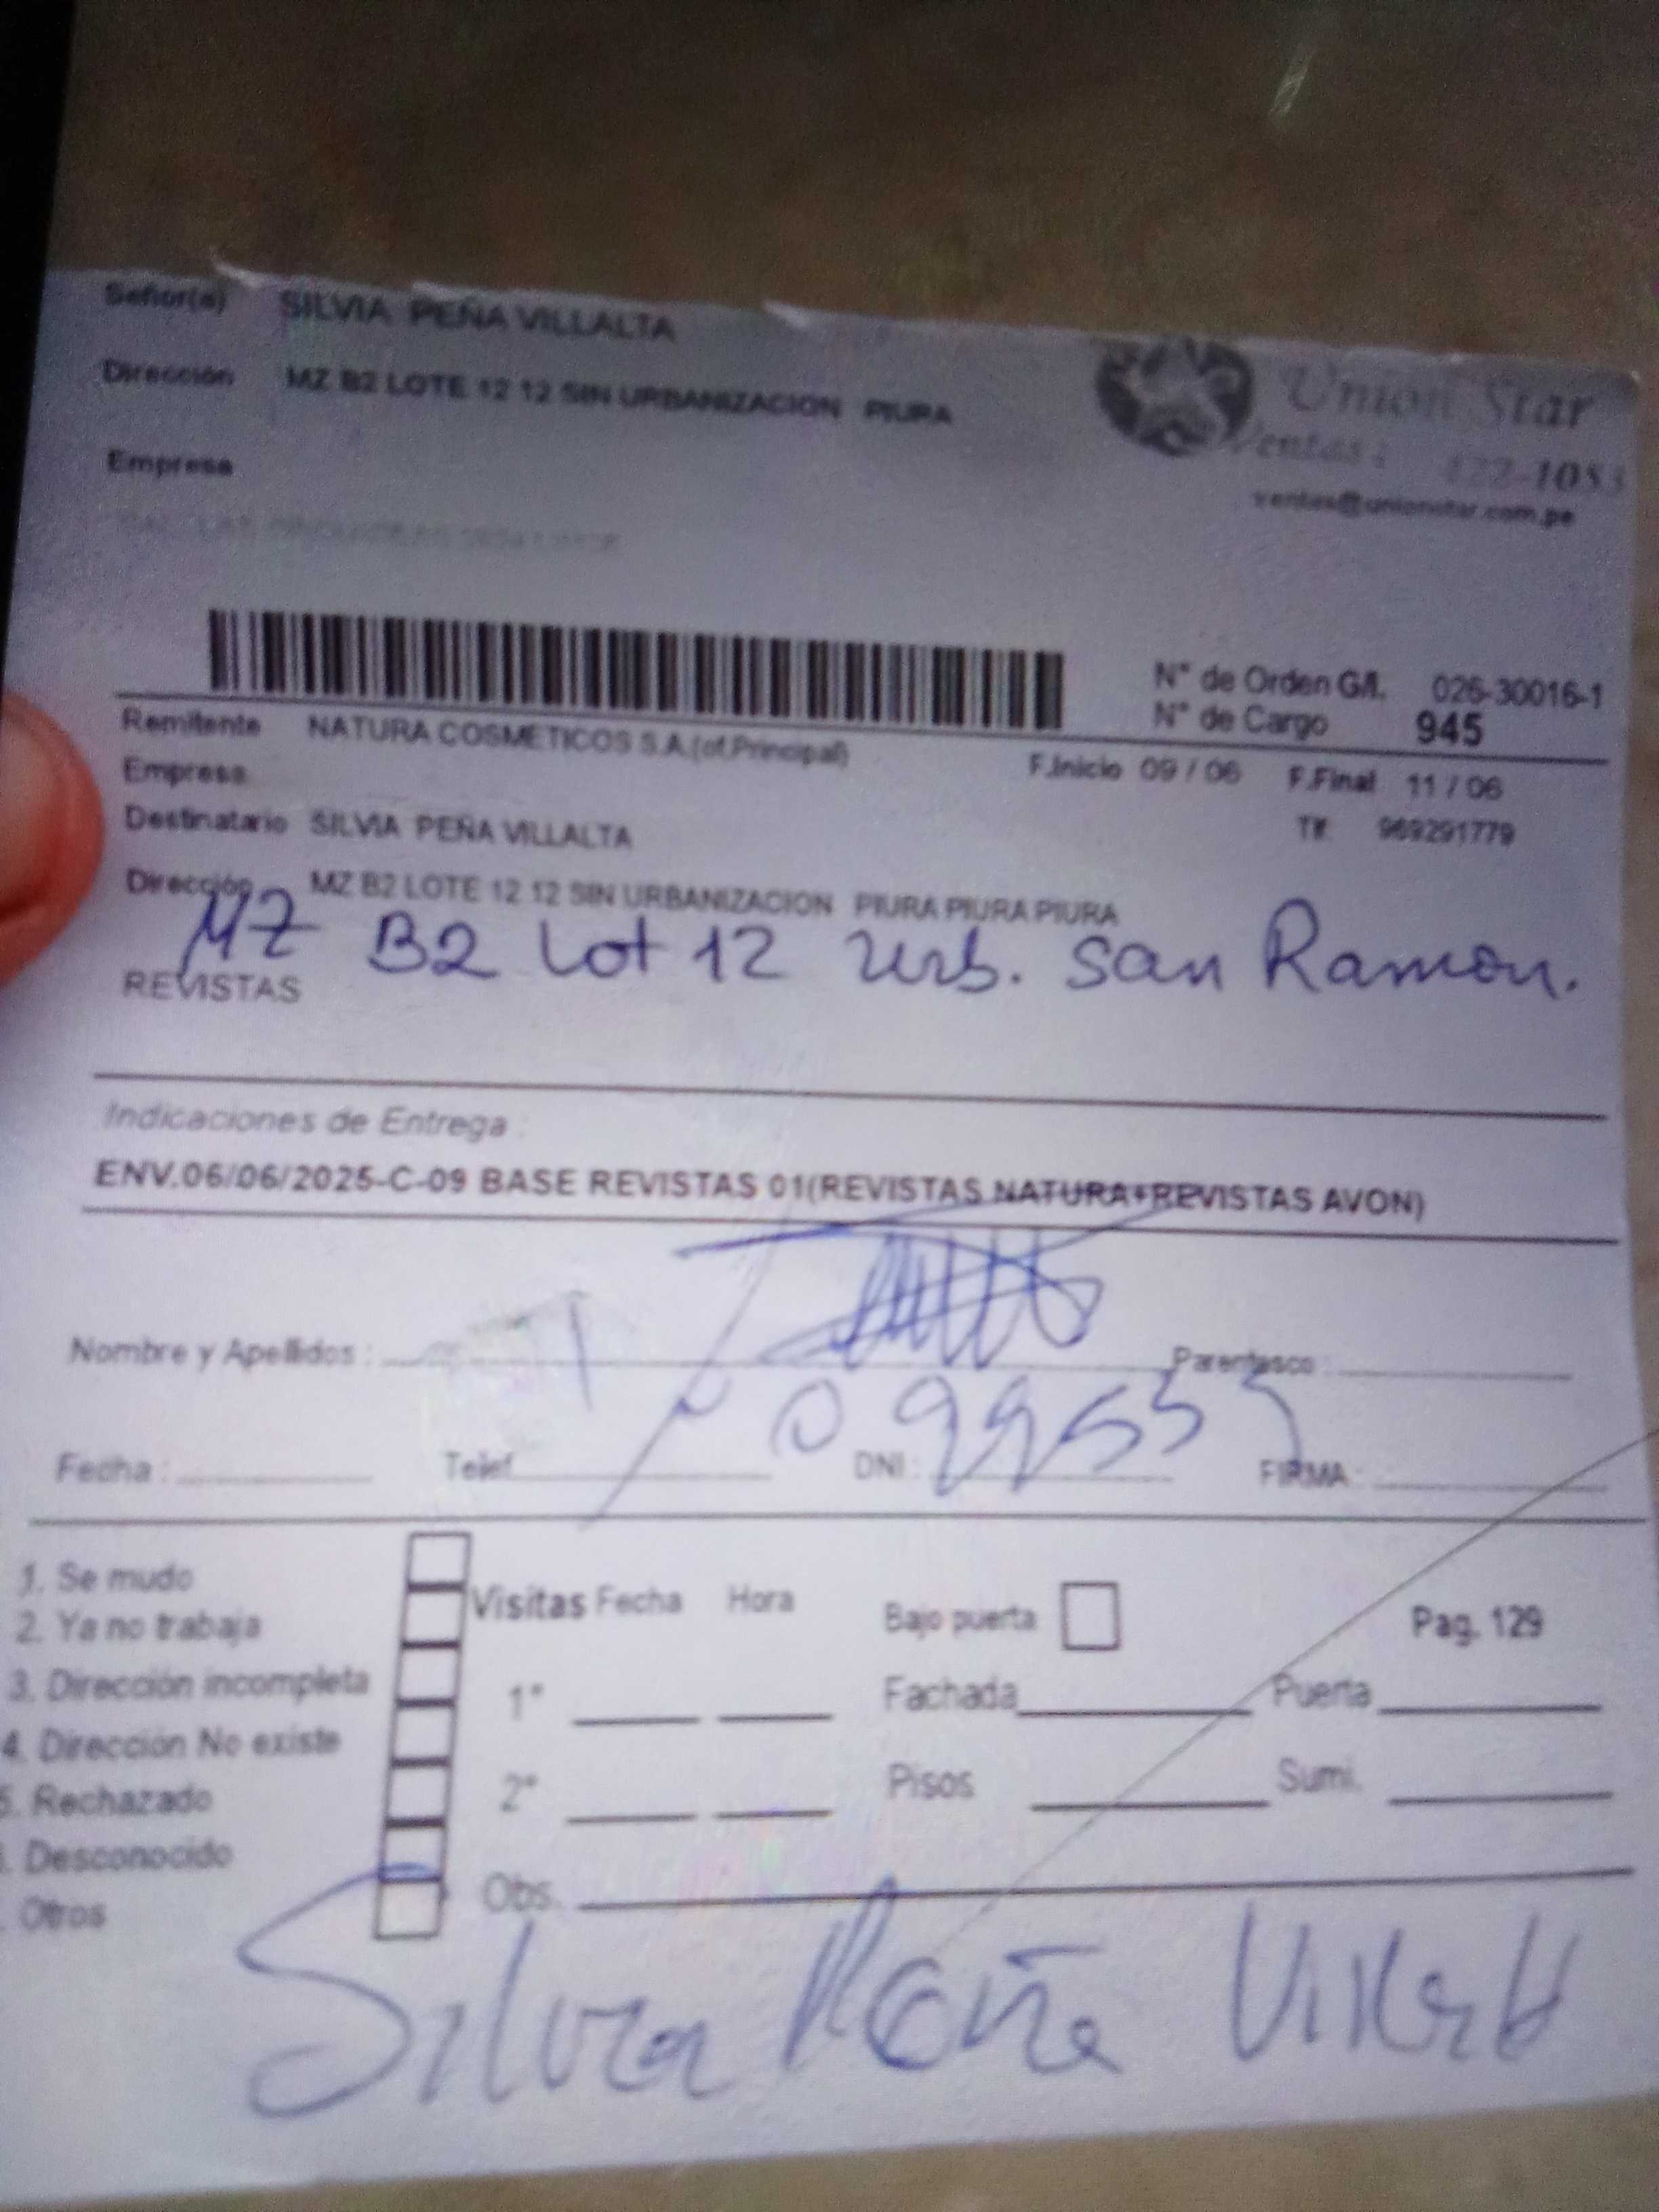 Señor(a) SILVIA PEÑA VILLALTA
Dirección MZ B2 LOTE 12 12 SIN URBANIZACION PIURA
Union Star
Ventas: 422-1053
ventas@unionstar.com.pe
Empresa
N° de Orden G/I. 026-30016-1
N° de Cargo 945
Remitente NATURA COSMETICOS S.A.(of.Principal)
F.Inicio 09 / 06 F.Final 11 / 06
Empresa
Destinatario SILVIA PEÑA VILLALTA
Tlf. 969291779
Dirección MZ B2 LOTE 12 12 SIN URBANIZACION PIURA PIURA PIURA
MZ B2 Lot 12 Urb. San Ramon.
REVISTAS
Indicaciones de Entrega :
ENV.06/06/2025-C-09 BASE REVISTAS 01(REVISTAS NATURA+REVISTAS AVON)
Nombre y Apellidos : Parentesco :
Fecha : Telef. DNI : FIRMA :
1. Se mudo
2. Ya no trabaja
3. Dirección incompleta
4. Dirección No existe
5. Rechazado
. Desconocido
. Otros
Visitas Fecha Hora
1°
2°
Obs.
Bajo puerta Pag. 129
Fachada Puerta
Pisos Sumi.
Silvia Peña